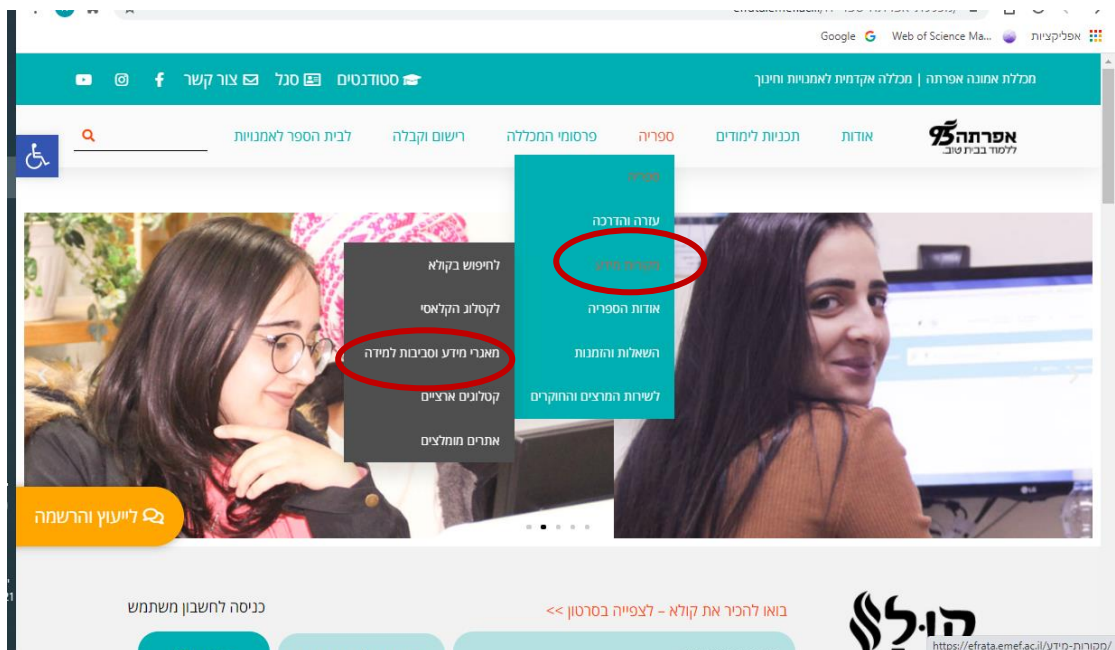 אפליקציות Web of Science Ma... Google
מכללת אמונה אפרתה | מכללה אקדמית לאמנויות וחינוך
סטודנטים סגל צור קשר
אפרתה 95
ללמוד בבית טוב.
אודות
תכניות לימודים
ספריה
פרסומי המכללה
רישום וקבלה
לבית הספר לאמנויות
ספריה
עזרה והדרכה
מקורות מידע
אודות הספריה
השאלות והזמנות
לשירות המרצים והחוקרים
לחיפוש בקולא
לקטלוג הקלאסי
מאגרי מידע וסביבות למידה
קטלוגים ארציים
אתרים מומלצים
לייעוץ והרשמה
בואו להכיר את קולא – לצפייה בסרטון >>
כניסה לחשבון משתמש
https://efrata.emef.ac.il/מקורות-מידע/